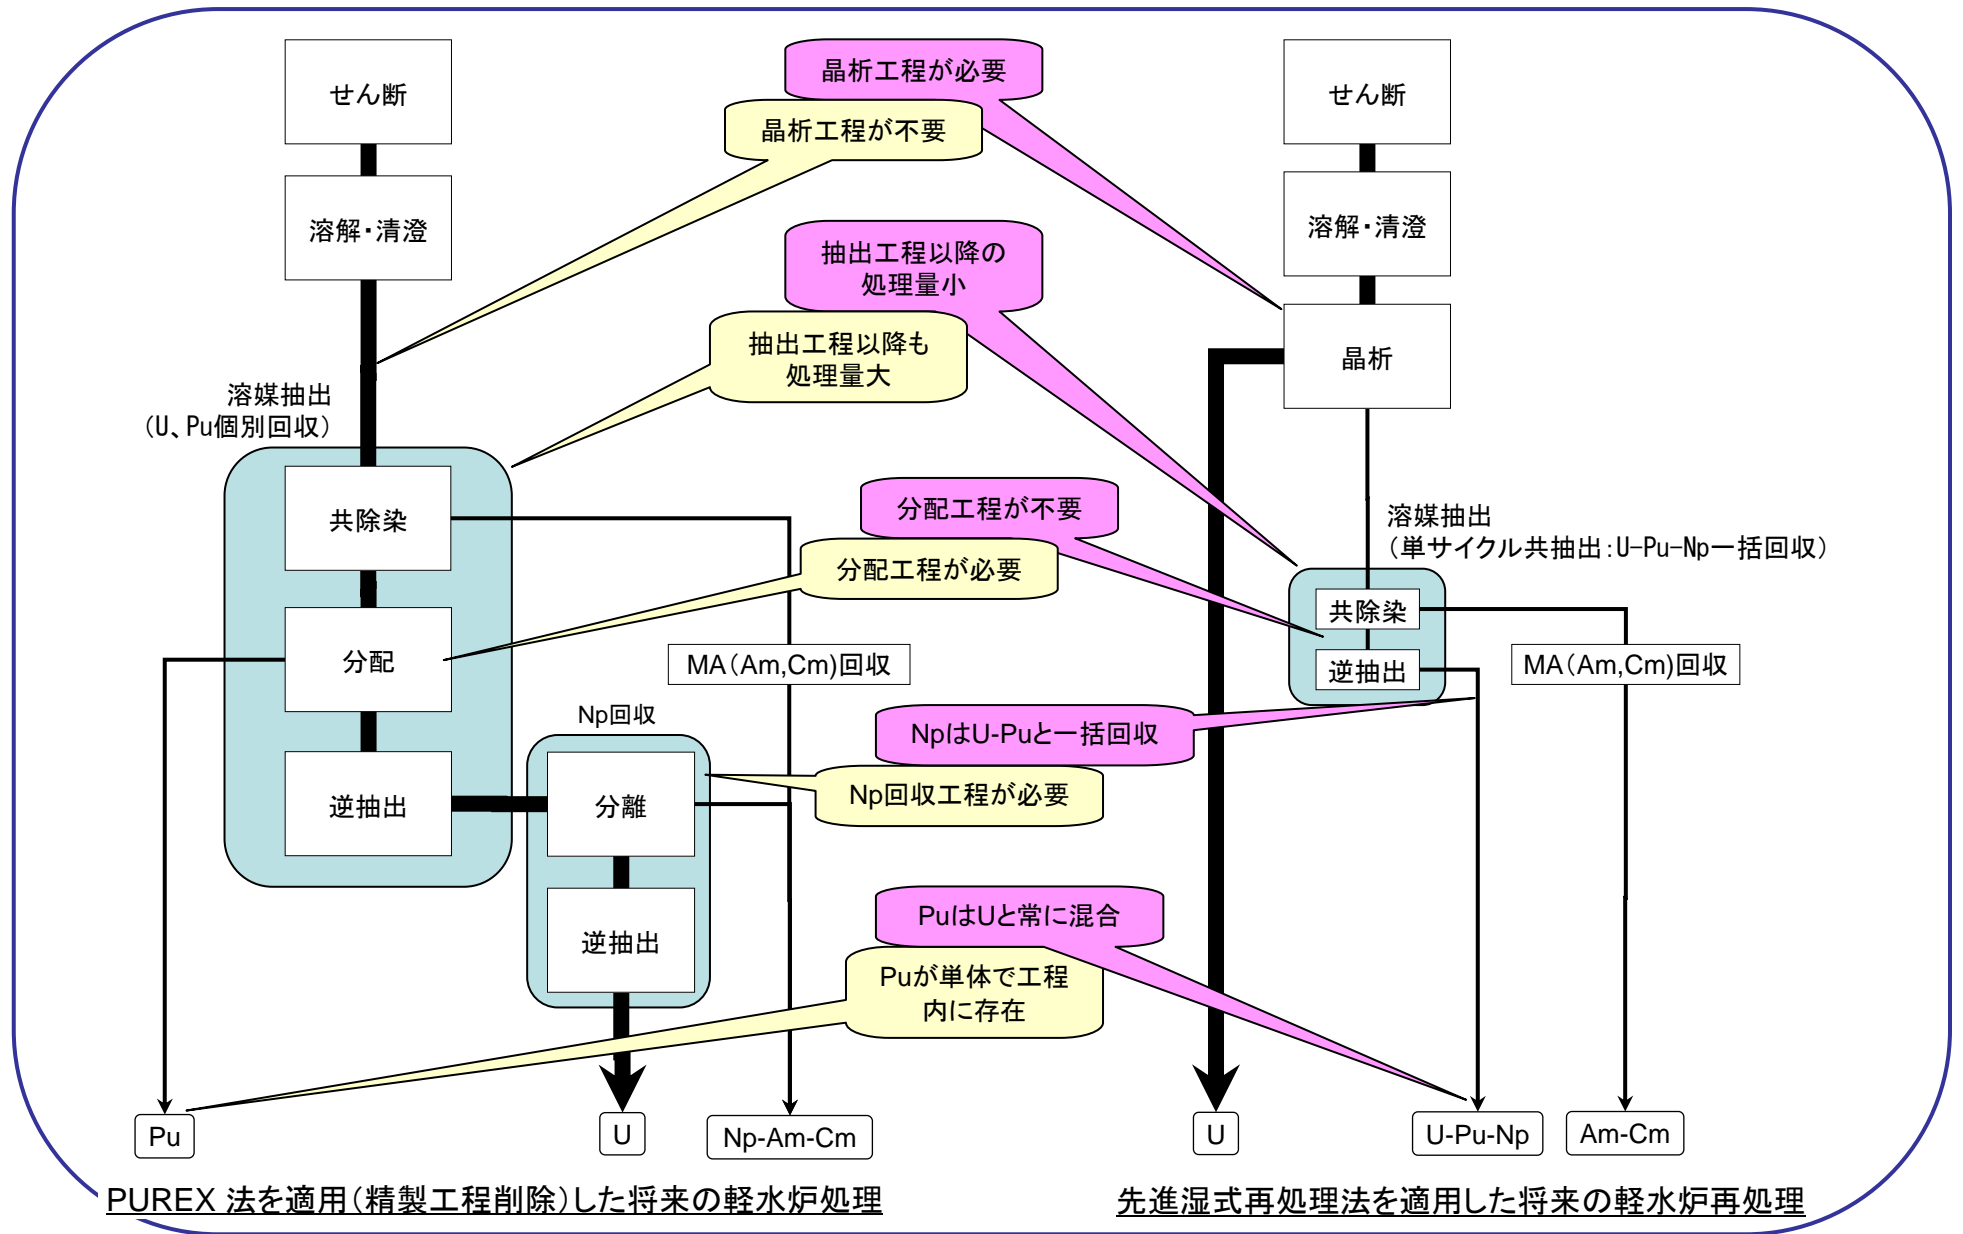 せん断
溶解・清澄
溶媒抽出
（U、Pu個別回収）
共除染
分配
逆抽出
Np回収
分離
逆抽出
MA（Am,Cm)回収
Pu
U
Np-Am-Cm
PUREX 法を適用（精製工程削除）した将来の軽水炉処理
晶析工程が必要
晶析工程が不要
抽出工程以降の
処理量小
抽出工程以降も
処理量大
分配工程が不要
分配工程が必要
NpはU-Puと一括回収
Np回収工程が必要
PuはUと常に混合
Puが単体で工程
内に存在
せん断
溶解・清澄
晶析
溶媒抽出
（単サイクル共抽出：U-Pu-Np一括回収）
共除染
逆抽出
MA（Am,Cm)回収
U
U-Pu-Np
Am-Cm
先進湿式再処理法を適用した将来の軽水炉再処理